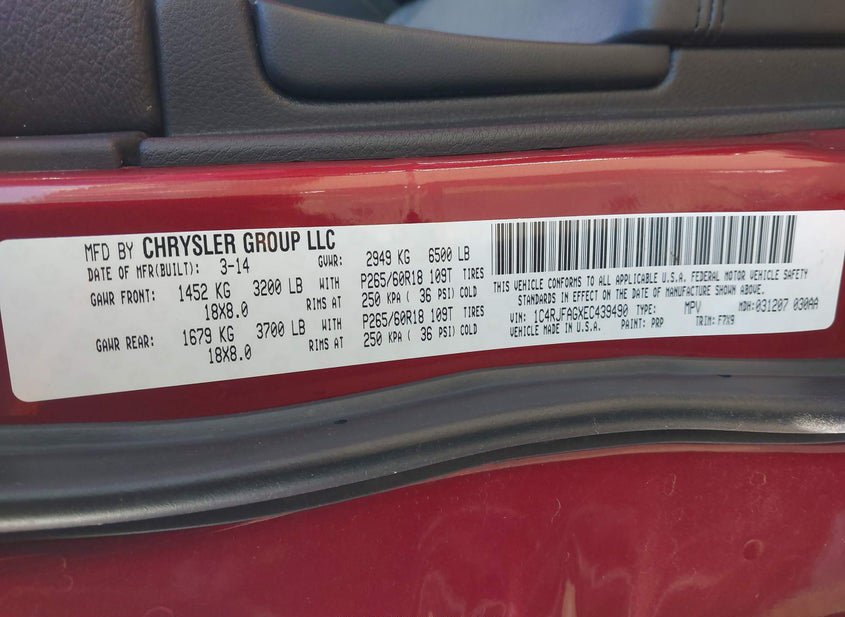 MFD BY CHRYSLER GROUP LLC
DATE OF MFR(BUILT): 3-14 GVWR: 2949 KG 6500 LB
GAWR FRONT: 1452 KG 3200 LB WITH P265/60R18 109T TIRES
18X8.0 RIMS AT 250 KPA ( 36 PSI) COLD
GAWR REAR: 1679 KG 3700 LB WITH P265/60R18 109T TIRES
18X8.0 RIMS AT 250 KPA ( 36 PSI) COLD
THIS VEHICLE CONFORMS TO ALL APPLICABLE U.S.A. FEDERAL MOTOR VEHICLE SAFETY
STANDARDS IN EFFECT ON THE DATE OF MANUFACTURE SHOWN ABOVE.
VIN: 1C4RJFAGXEC439490 TYPE: MPV MDH:031207 030AA
MADE IN U.S.A. PAINT: PRP TRIM: F7X9